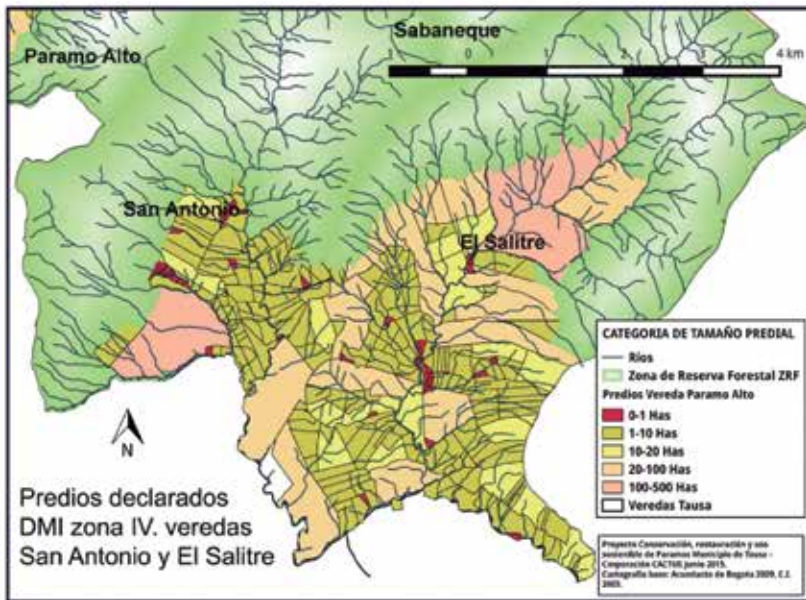 Paramo Alto
Sabaneque
1 0 1 2 3 4 km
San Antonio
El Salitre
N
Predios declarados
DMI zona IV. veredas
San Antonio y El Salitre
CATEGORIA DE TAMAÑO PREDIAL
Ríos
Zona de Reserva Forestal ZRF
Predios Vereda Paramo Alto
0-1 Has
1-10 Has
10-20 Has
20-100 Has
100-500 Has
Veredas Tausa
Proyecto Conservación, restauración y uso
sostenible de Paramos Municipio de Tausa -
Corporación CACTUS Junio 2015.
Cartografía base: Acueducto de Bogota 2009, E.I.
2003.